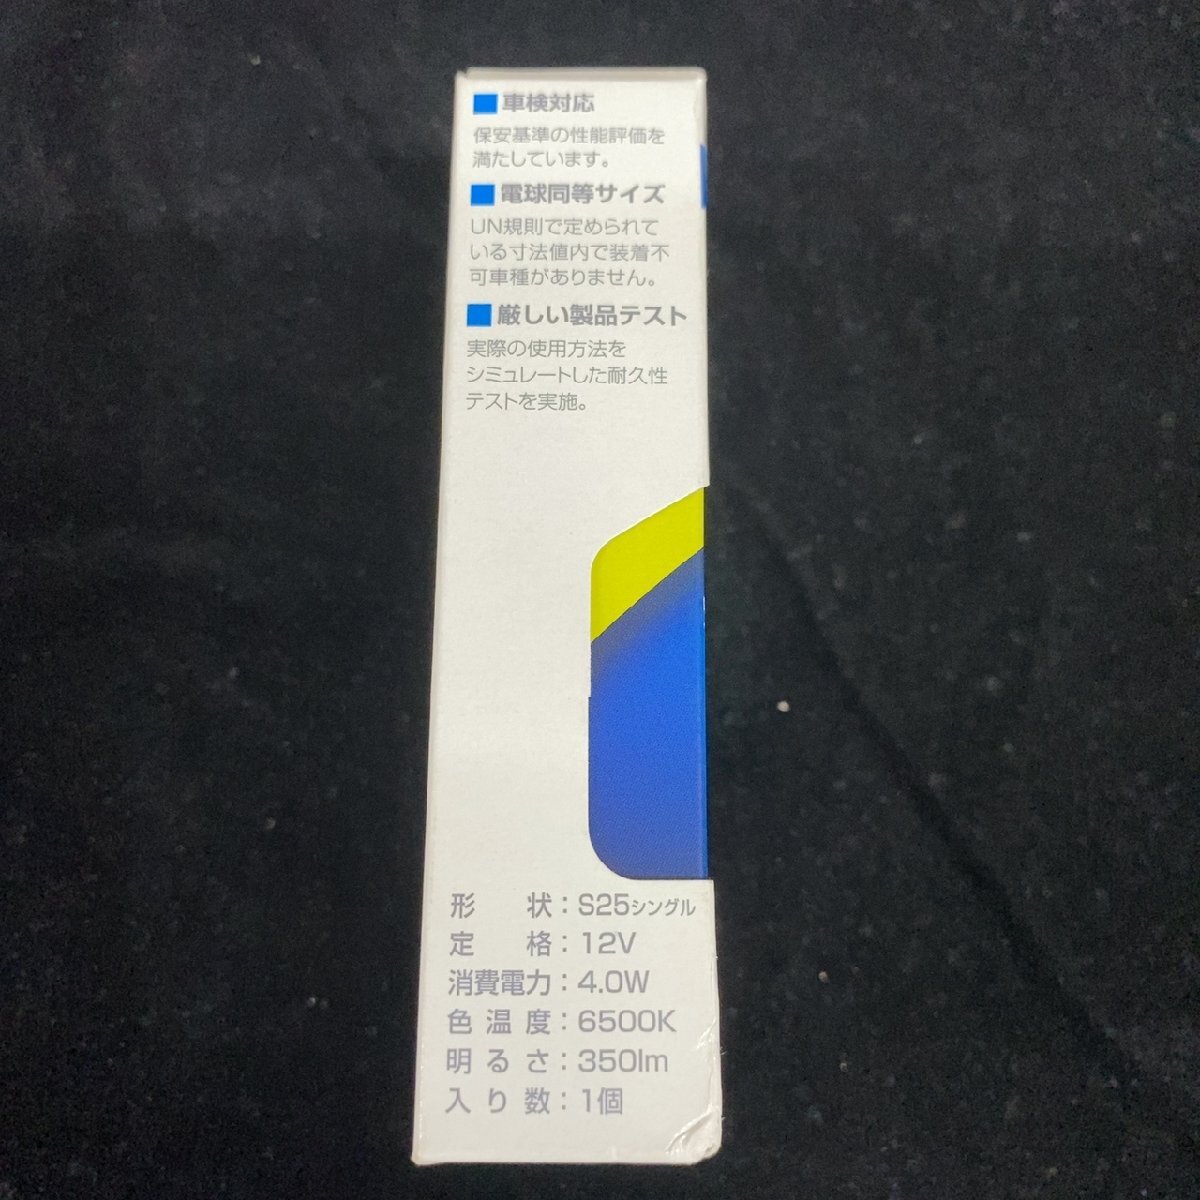 ■車検対応
保安基準の性能評価を
満たしています。
■電球同等サイズ
UN規則で定められて
いる寸法値内で装着不
可車種がありません。
■厳しい製品テスト
実際の使用方法を
シミュレートした耐久性
テストを実施。
形状：S25シングル
定格：12V
消費電力：4.0W
色温度：6500K
明るさ：350lm
入り数：1個